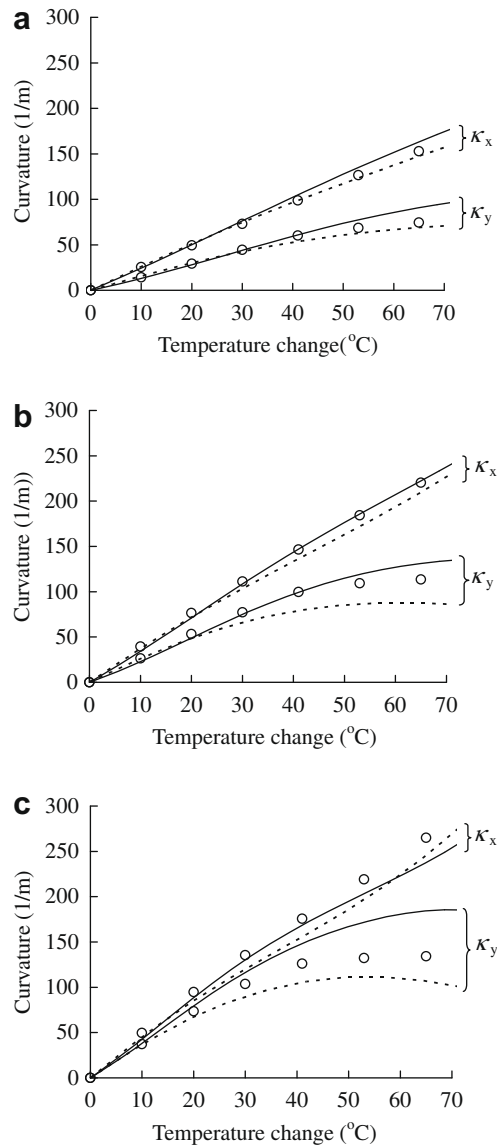 a
300
250
200
150
100
50
0
Curvature (1/m)
κx
κy
0 10 20 30 40 50 60 70
Temperature change(°C)
b
300
250
200
150
100
50
0
Curvature (1/m))
κx
κy
0 10 20 30 40 50 60 70
Temperature change (°C)
c
300
250
200
150
100
50
0
Curvature (1/m)
κx
κy
0 10 20 30 40 50 60 70
Temperature change (°C)